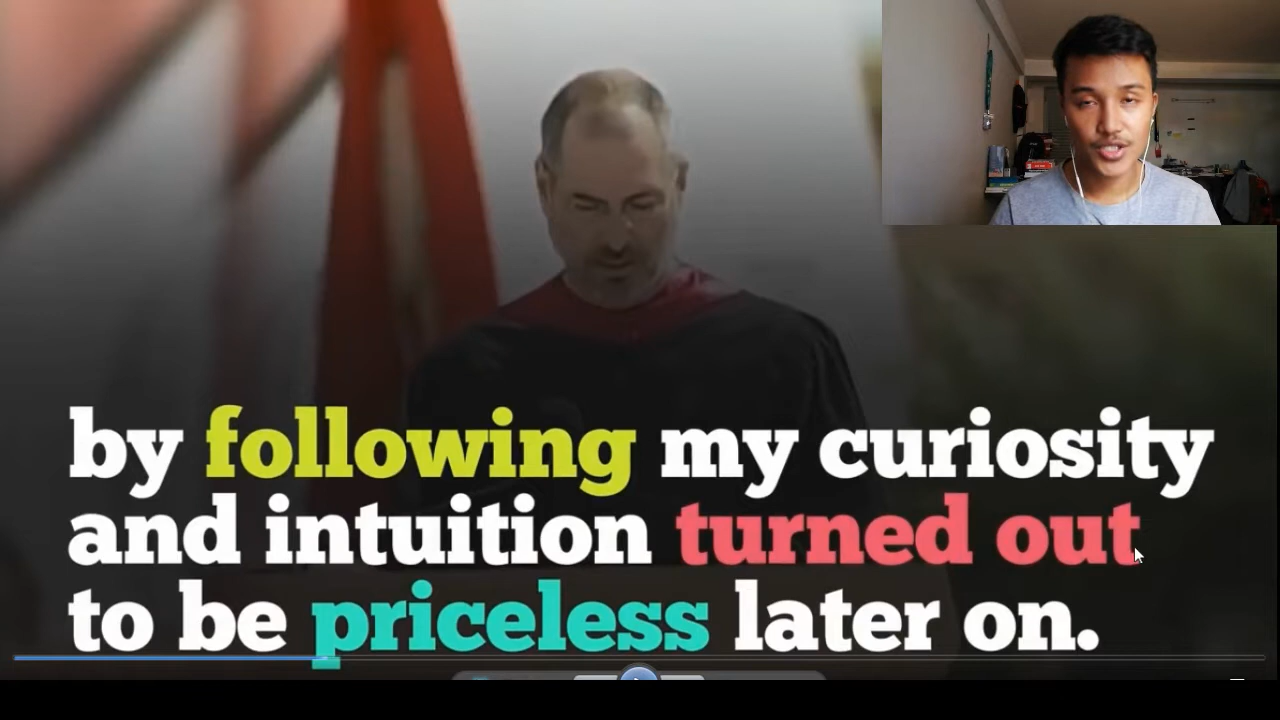 by following my curiosity
and intuition turned out
to be priceless later on.